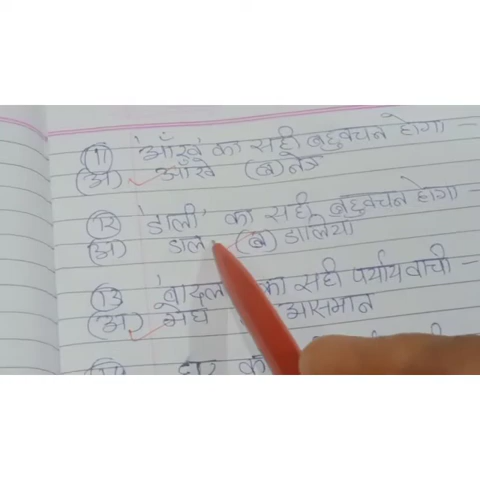 11 'आँख' का सही बहुवचन होगा –
(अ) आँखें (ब) नेत्र
12 'डाली' का सही बहुवचन होगा –
(अ) डाल (ब) डालियाँ
13 'बादल का सही पर्यायवाची –
(अ) मेघ आसमान